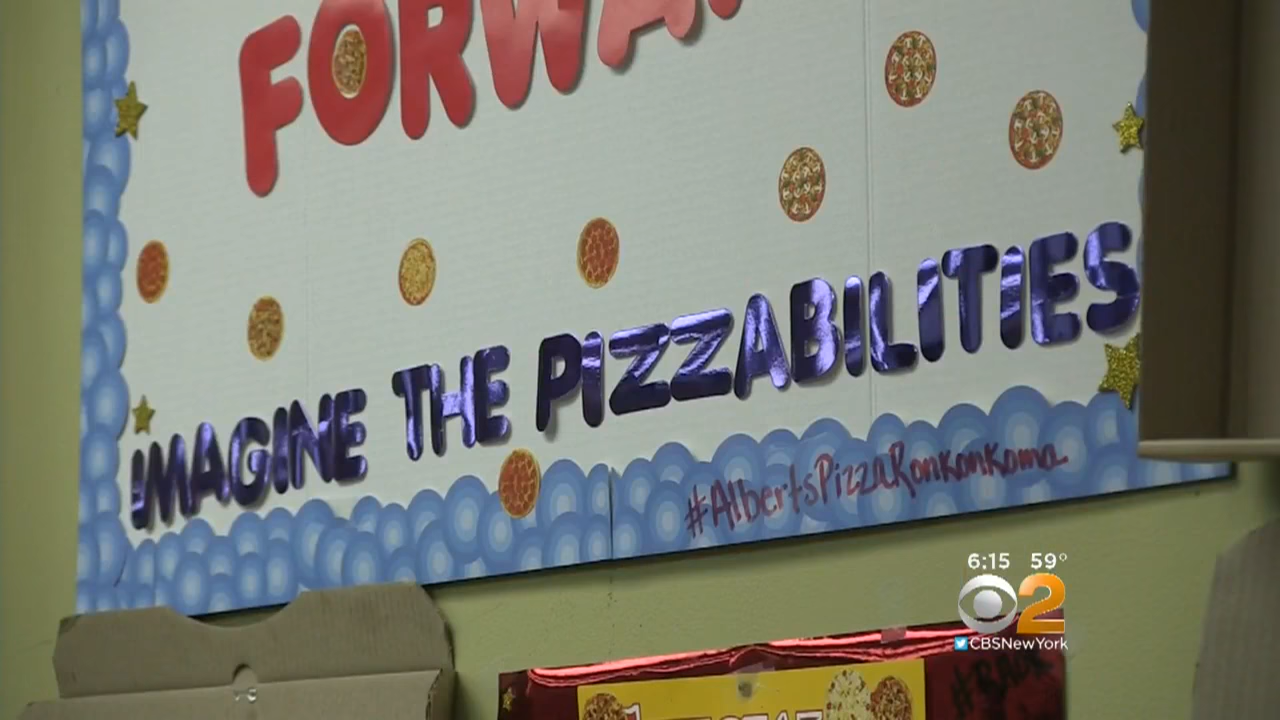 FORWA
IMAGINE THE PIZZABILITIES
#AlbertsPizzaRonkonkoma
6:15 59°
2
CBSNewYork